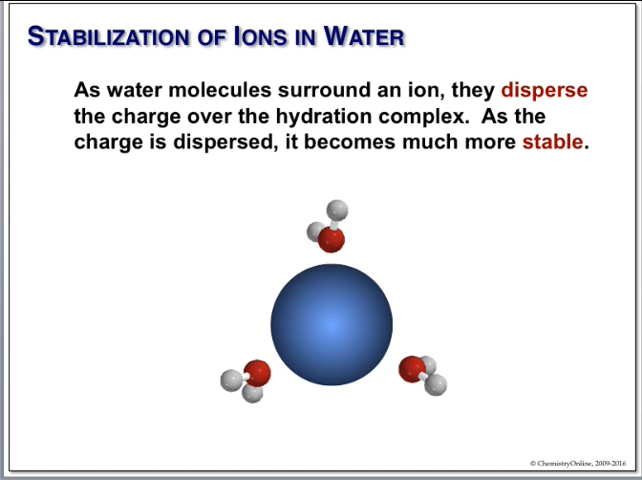 STABILIZATION OF IONS IN WATER
As water molecules surround an ion, they disperse
the charge over the hydration complex.  As the
charge is dispersed, it becomes much more stable.
© ChemistryOnline, 2009-2016